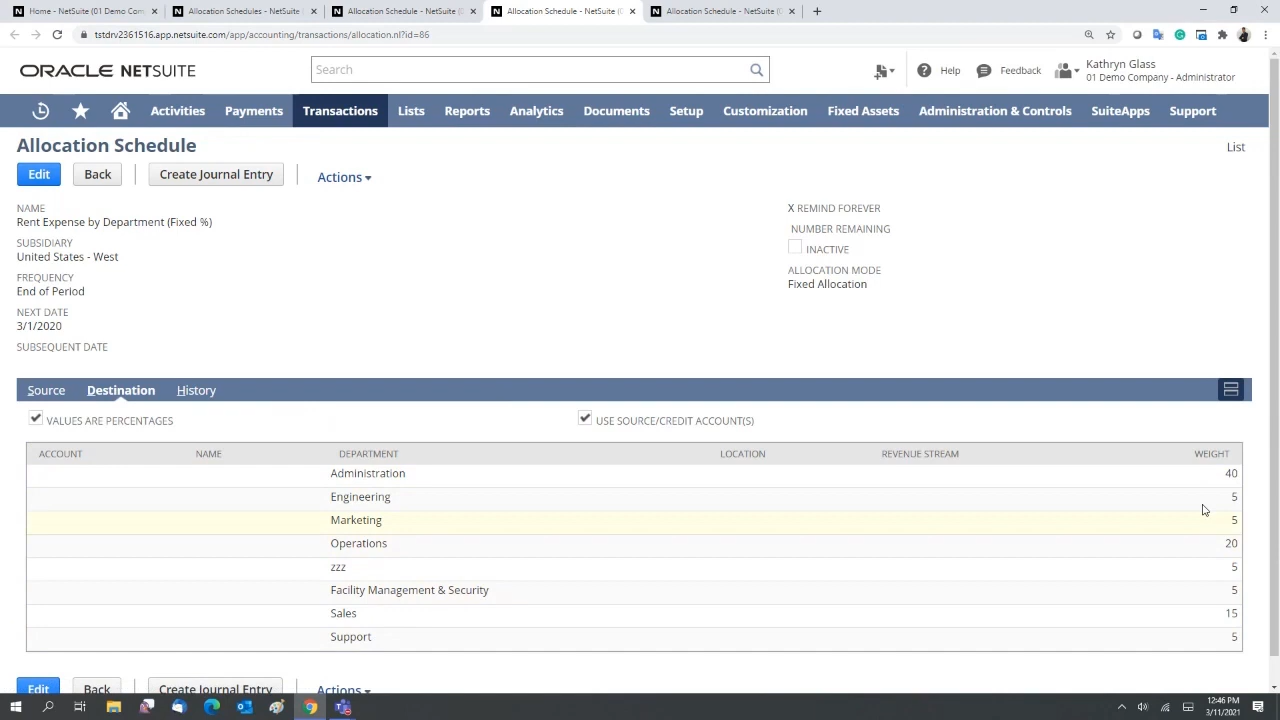 Home - NetSuite (01 Demo Com
Allocation Schedules - NetSuite
Allocation Schedule - NetSuite (0
Allocation Schedule - NetSuite (0
Allocation Schedule - NetSuite (0
tstdrv2361516.app.netsuite.com/app/accounting/transactions/allocation.nl?id=86
ORACLE NETSUITE
Search
Help
Feedback
Kathryn Glass
01 Demo Company - Administrator
Activities Payments Transactions Lists Reports Analytics Documents Setup Customization Fixed Assets Administration & Controls SuiteApps Support
Allocation Schedule
List
Edit Back Create Journal Entry Actions
NAME
Rent Expense by Department (Fixed %)
SUBSIDIARY
United States - West
FREQUENCY
End of Period
NEXT DATE
3/1/2020
SUBSEQUENT DATE
X REMIND FOREVER
NUMBER REMAINING
INACTIVE
ALLOCATION MODE
Fixed Allocation
Source Destination History
VALUES ARE PERCENTAGES USE SOURCE/CREDIT ACCOUNT(S)
ACCOUNT NAME DEPARTMENT LOCATION REVENUE STREAM WEIGHT
Administration 40
Engineering 5
Marketing 5
Operations 20
zzz 5
Facility Management & Security 5
Sales 15
Support 5
Edit Back Create Journal Entry Actions
12:46 PM
3/11/2021